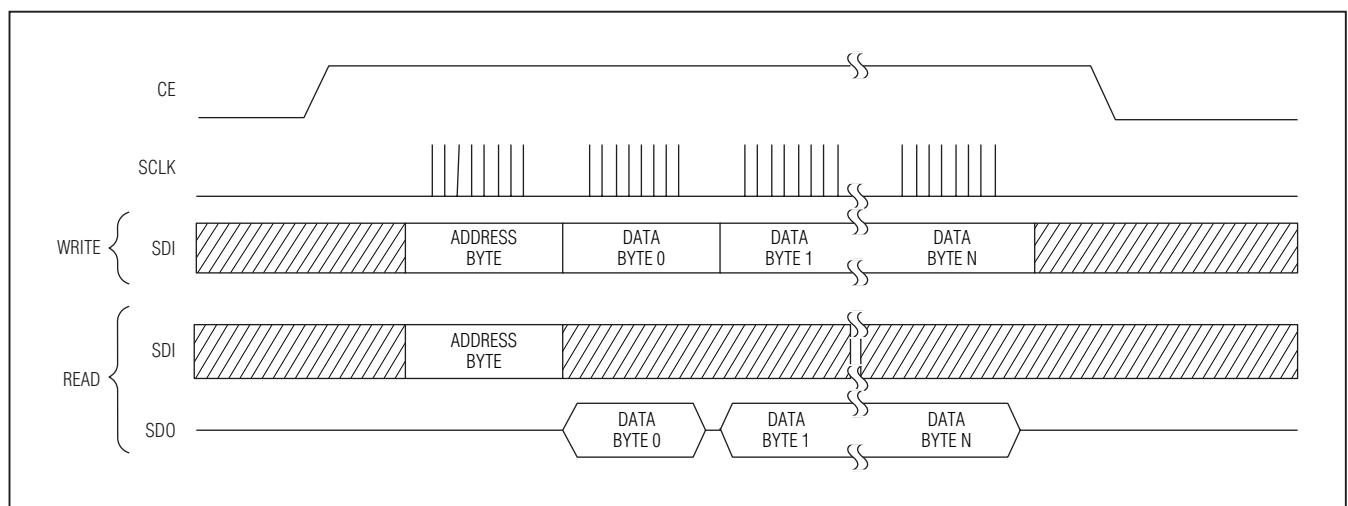 CE
SCLK
WRITE
SDI
ADDRESS
BYTE
DATA
BYTE 0
DATA
BYTE 1
DATA
BYTE N
READ
SDI
ADDRESS
BYTE
SDO
DATA
BYTE 0
DATA
BYTE 1
DATA
BYTE N